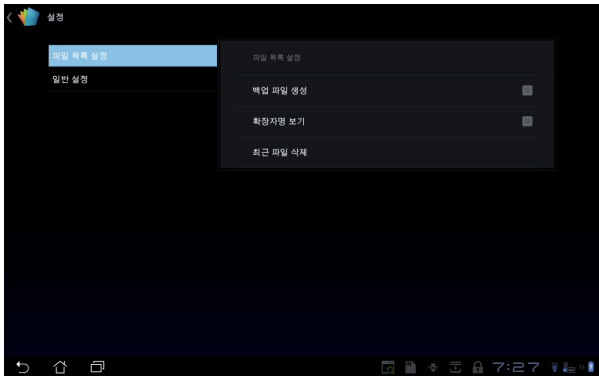 설정
파일 목록 설정
일반 설정
파일 목록 설정
백업 파일 생성
확장자명 보기
최근 파일 삭제
7:27